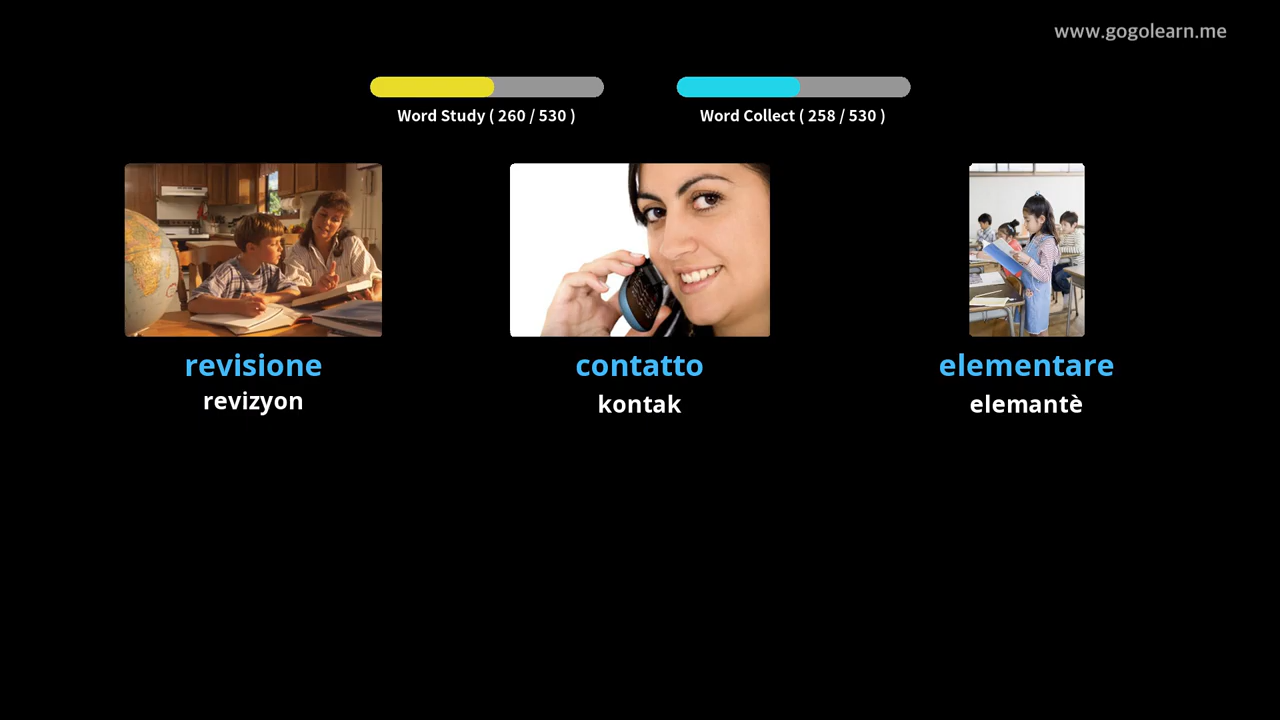 www.gogolearn.me
Word Study ( 260 / 530 )
Word Collect ( 258 / 530 )
revisione
contatto
elementare
revizyon
kontak
elemantè